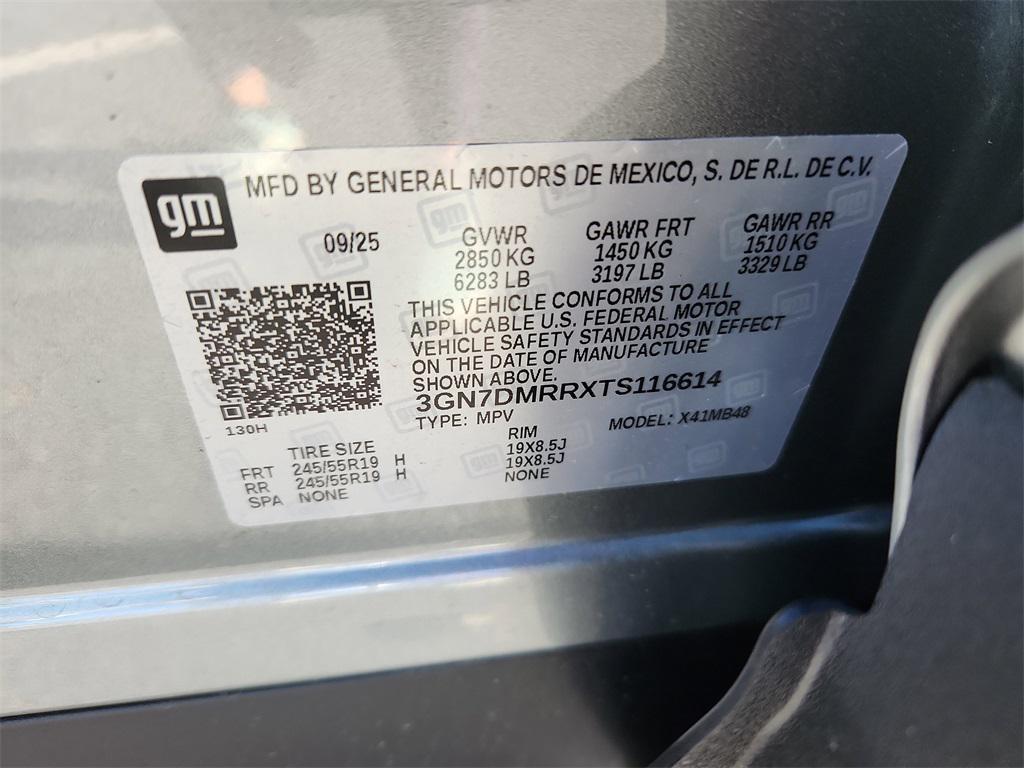 gm
MFD BY GENERAL MOTORS DE MEXICO, S. DE R.L. DE C.V.
09/25
GVWR
2850 KG
6283 LB
GAWR FRT
1450 KG
3197 LB
GAWR RR
1510 KG
3329 LB
THIS VEHICLE CONFORMS TO ALL
APPLICABLE U.S. FEDERAL MOTOR
VEHICLE SAFETY STANDARDS IN EFFECT
ON THE DATE OF MANUFACTURE
SHOWN ABOVE.
3GN7DMRRXTS116614
TYPE: MPV MODEL: X41MB48
130H
TIRE SIZE RIM
FRT 245/55R19 H 19X8.5J
RR 245/55R19 H 19X8.5J
SPA NONE NONE